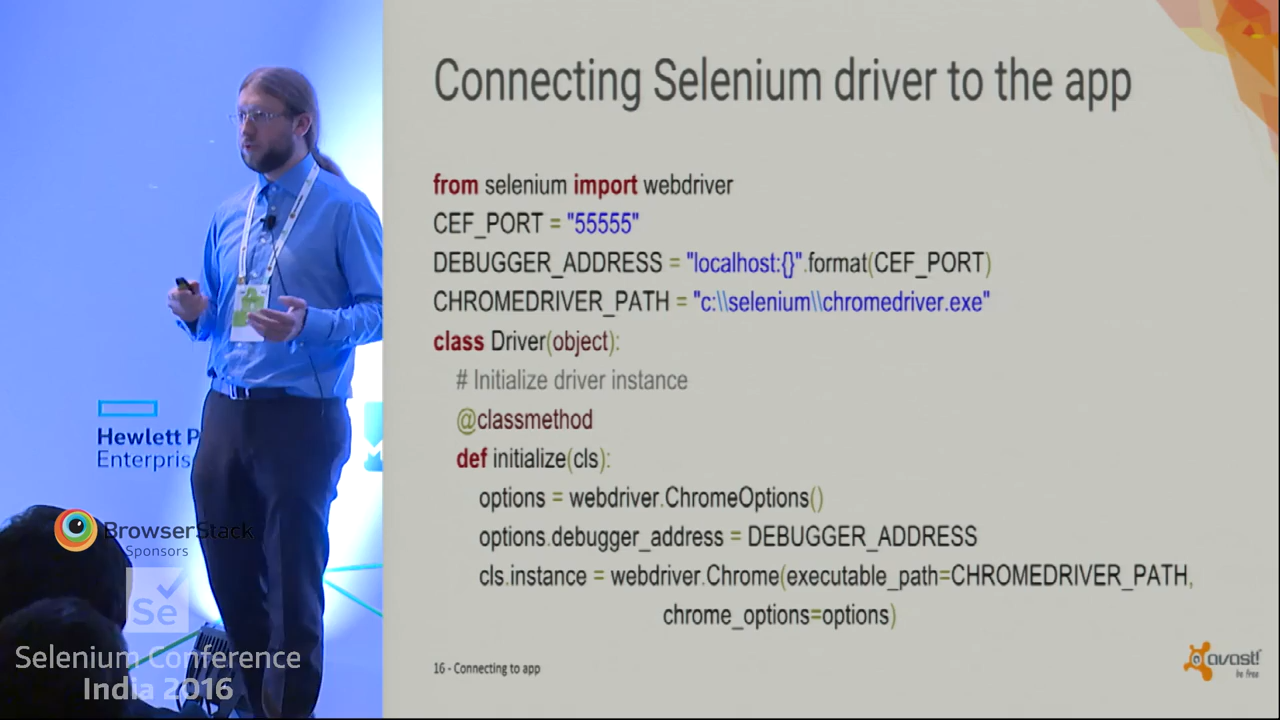 Connecting Selenium driver to the app
from selenium import webdriver
CEF_PORT = "55555"
DEBUGGER_ADDRESS = "localhost:{}".format(CEF_PORT)
CHROMEDRIVER_PATH = "c:\\selenium\\chromedriver.exe"
class Driver(object):
# Initialize driver instance
@classmethod
def initialize(cls):
options = webdriver.ChromeOptions()
options.debugger_address = DEBUGGER_ADDRESS
cls.instance = webdriver.Chrome(executable_path=CHROMEDRIVER_PATH,
chrome_options=options)
16 - Connecting to app
avast!
be free
Hewlett P
Enterpris
BrowserStack
Sponsors
Se
Selenium Conference
India 2016